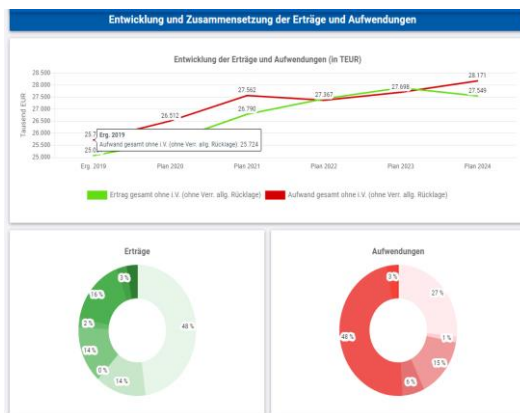 Entwicklung und Zusammensetzung der Erträge und Aufwendungen
Entwicklung der Erträge und Aufwendungen (in TEUR)
Tausend EUR
28.500
28.000
27.500
27.000
26.500
26.000
25.500
25.000
26.512
27.562
26.790
27.367
27.698
28.171
27.549
Erg. 2019
Aufwand gesamt ohne i.V. (ohne Verr. allg. Rücklage): 25.724
Erg. 2019
Plan 2020
Plan 2021
Plan 2022
Plan 2023
Plan 2024
Ertrag gesamt ohne i.V. (ohne Verr. allg. Rücklage)
Aufwand gesamt ohne i.V. (ohne Verr. allg. Rücklage)
Erträge
3 %
16 %
2 %
14 %
0 %
14 %
48 %
Aufwendungen
3 %
27 %
1 %
15 %
6 %
48 %